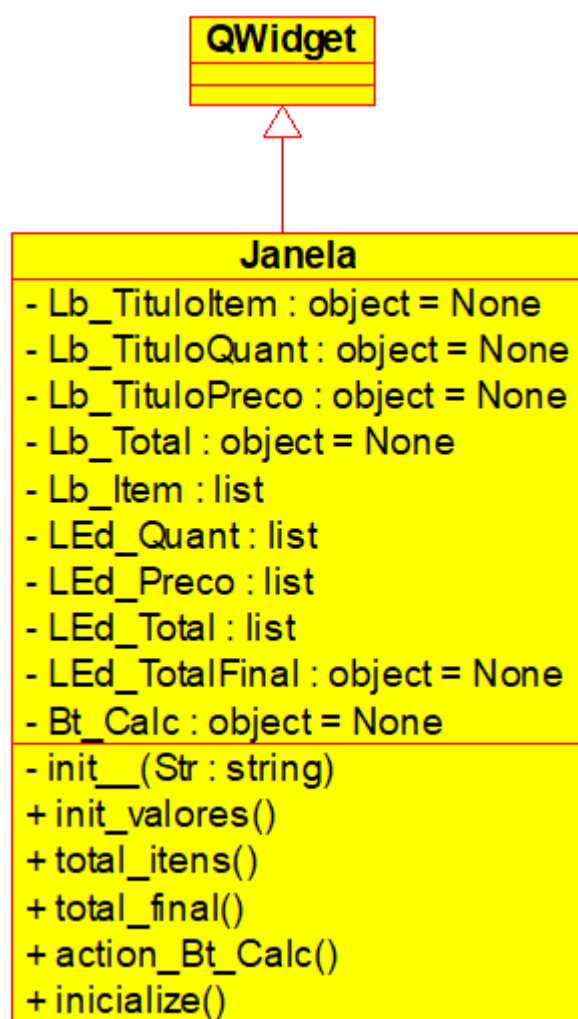 QWidget
Janela
- Lb_TituloItem : object = None
- Lb_TituloQuant : object = None
- Lb_TituloPreco : object = None
- Lb_Total : object = None
- Lb_Item : list
- LEd_Quant : list
- LEd_Preco : list
- LEd_Total : list
- LEd_TotalFinal : object = None
- Bt_Calc : object = None
- init__(Str : string)
+ init_valores()
+ total_itens()
+ total_final()
+ action_Bt_Calc()
+ inicialize()